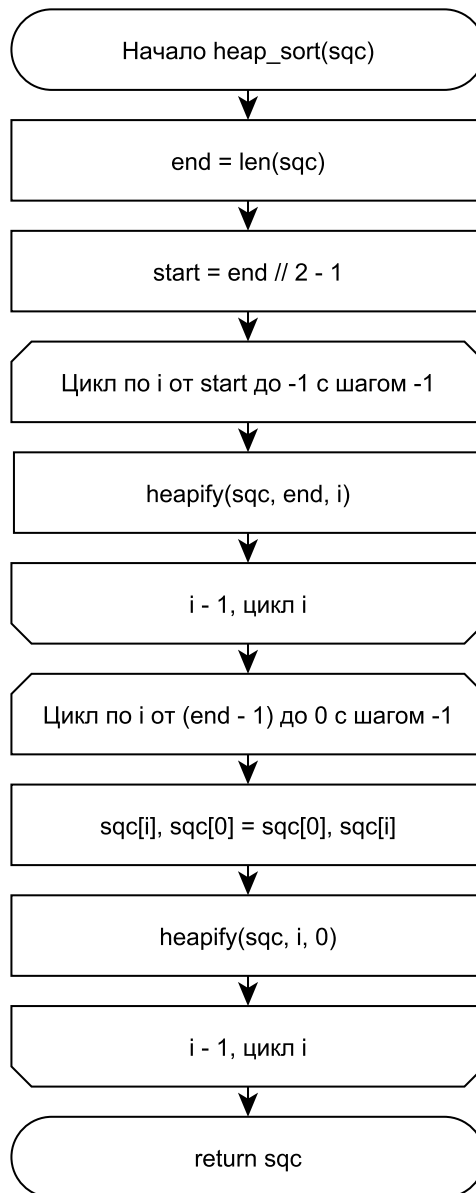 Начало heap_sort(sqc)
end = len(sqc)
start = end // 2 - 1
Цикл по i от start до -1 с шагом -1
heapify(sqc, end, i)
i - 1, цикл i
Цикл по i от (end - 1) до 0 с шагом -1
sqc[i], sqc[0] = sqc[0], sqc[i]
heapify(sqc, i, 0)
i - 1, цикл i
return sqc